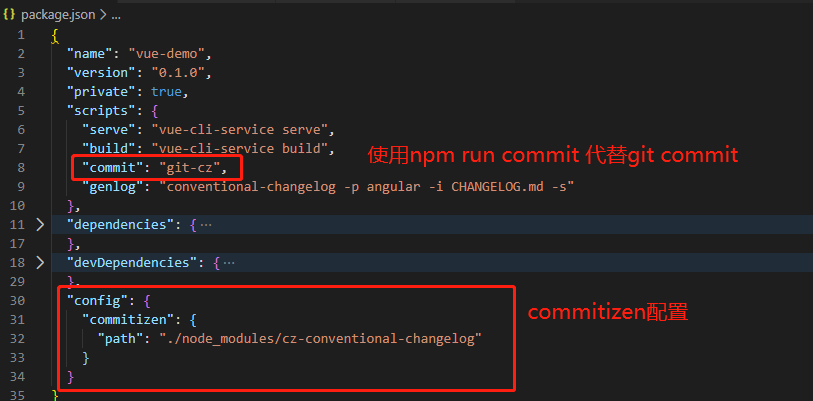 {} package.json > ...
1 {
2 "name": "vue-demo",
3 "version": "0.1.0",
4 "private": true,
5 "scripts": {
6 "serve": "vue-cli-service serve",
7 "build": "vue-cli-service build",
8 "commit": "git-cz",
使用npm run commit 代替git commit
9 "genlog": "conventional-changelog -p angular -i CHANGELOG.md -s"
10 },
11 > "dependencies": { ...
17 },
18 > "devDependencies": { ...
29 },
30 "config": {
31 "commitizen": {
commitizen配置
32 "path": "./node_modules/cz-conventional-changelog"
33 }
34 }
35 }